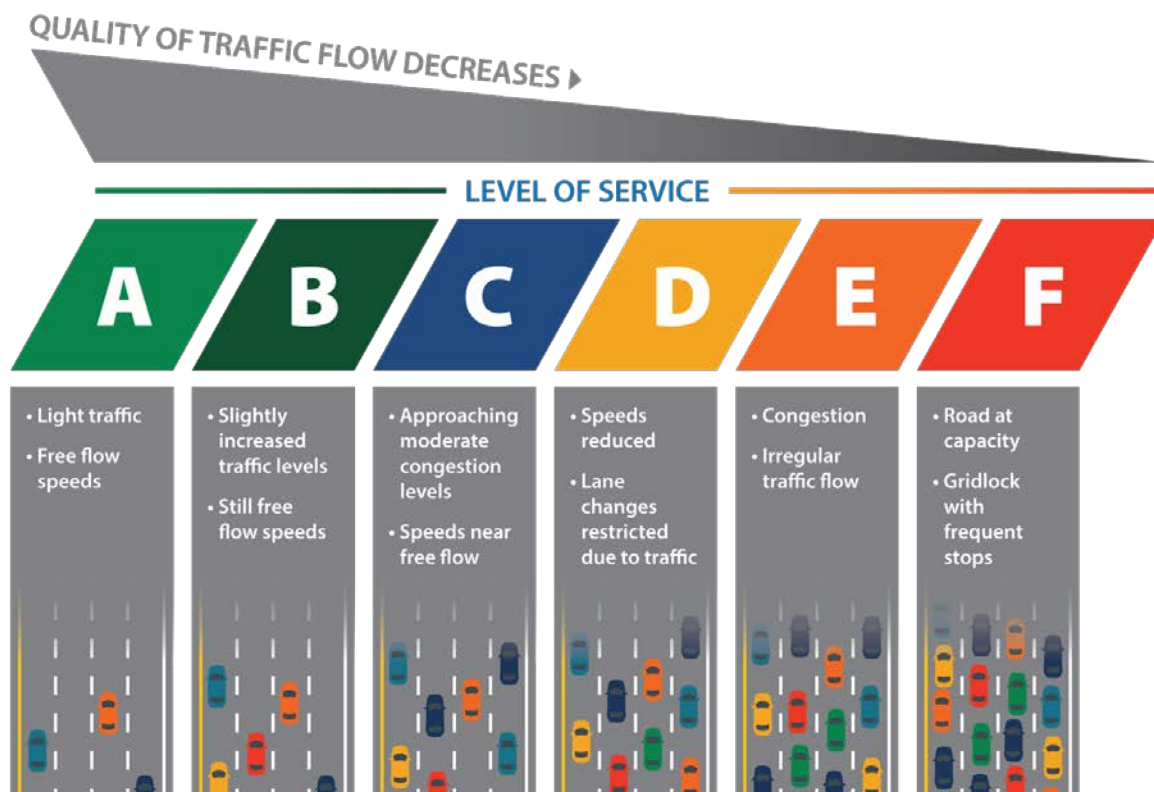 QUALITY OF TRAFFIC FLOW DECREASES
LEVEL OF SERVICE
A
B
C
D
E
F
• Light traffic
• Free flow
speeds
• Slightly
increased
traffic levels
• Still free
flow speeds
• Approaching
moderate
congestion
levels
• Speeds near
free flow
• Speeds
reduced
• Lane
changes
restricted
due to traffic
• Congestion
• Irregular
traffic flow
• Road at
capacity
• Gridlock
with
frequent
stops